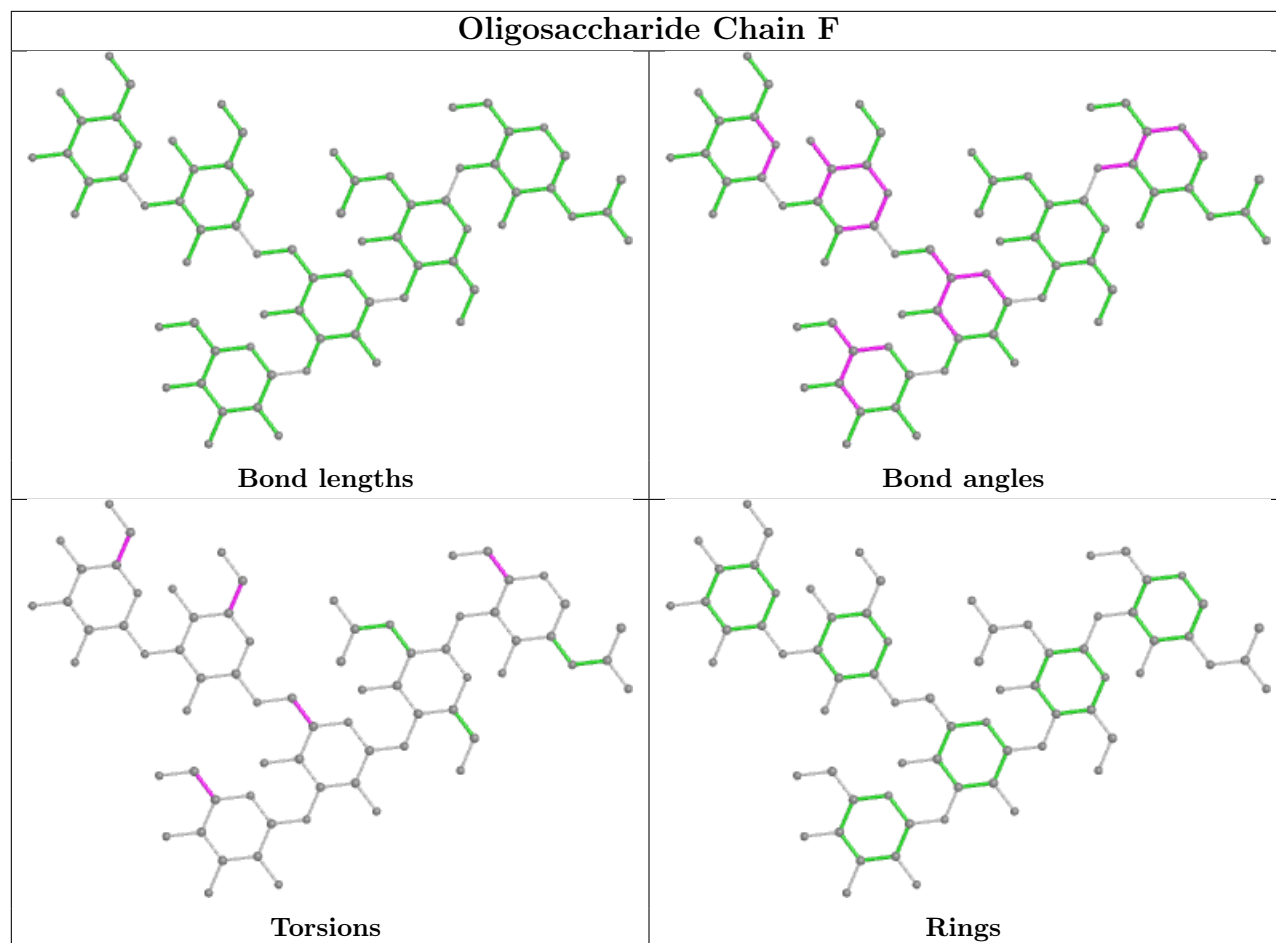 Oligosaccharide Chain F
Bond lengths
Bond angles
Torsions
Rings